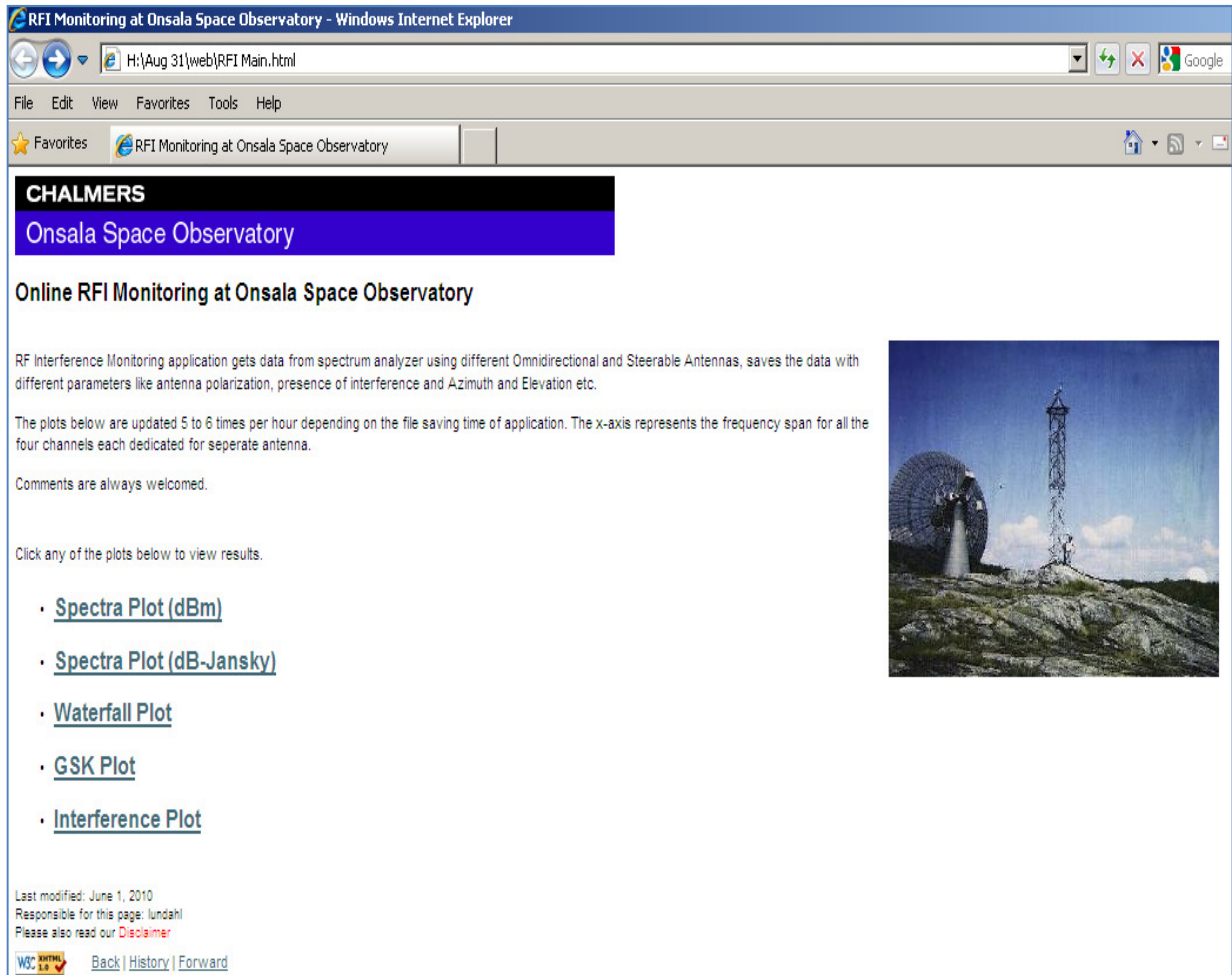 RFI Monitoring at Onsala Space Observatory - Windows Internet Explorer
H:\Aug 31\web\RFI Main.html
Google
File Edit View Favorites Tools Help
Favorites
RFI Monitoring at Onsala Space Observatory
CHALMERS
Onsala Space Observatory
Online RFI Monitoring at Onsala Space Observatory
RF Interference Monitoring application gets data from spectrum analyzer using different Omnidirectional and Steerable Antennas, saves the data with
different parameters like antenna polarization, presence of interference and Azimuth and Elevation etc.
The plots below are updated 5 to 6 times per hour depending on the file saving time of application. The x-axis represents the frequency span for all the
four channels each dedicated for seperate antenna.
Comments are always welcomed.
Click any of the plots below to view results.
· Spectra Plot (dBm)
· Spectra Plot (dB-Jansky)
· Waterfall Plot
· GSK Plot
· Interference Plot
Last modified: June 1, 2010
Responsible for this page: lundahl
Please also read our Disclaimer
W3C XHTML 1.0
Back | History | Forward